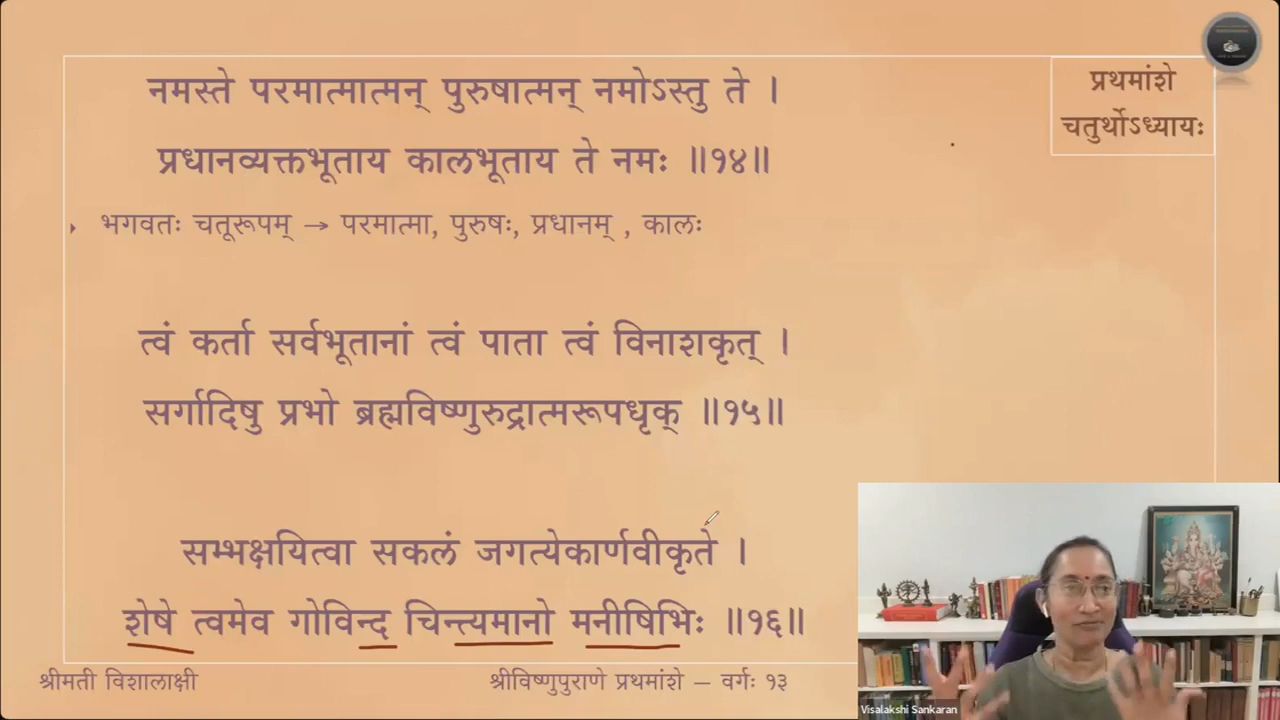 नमस्ते परमात्मात्मन् पुरुषात्मन् नमोऽस्तु ते ।
प्रधानव्यक्तभूताय कालभूताय ते नमः ॥१४॥
प्रथमांशे
चतुर्थोऽध्यायः
भगवतः चतूरूपम् → परमात्मा, पुरुषः, प्रधानम् , कालः
त्वं कर्ता सर्वभूतानां त्वं पाता त्वं विनाशकृत् ।
सर्गादिषु प्रभो ब्रह्मविष्णुरुद्रात्मरूपधृक् ॥१५॥
सम्भक्षयित्वा सकलं जगत्येकार्णवीकृते ।
शेषे त्वमेव गोविन्द चिन्त्यमानो मनीषिभिः ॥१६॥
श्रीमती विशालाक्षी
श्रीविष्णुपुराणे प्रथमांशे – वर्गः १३
Visalakshi Sankaran